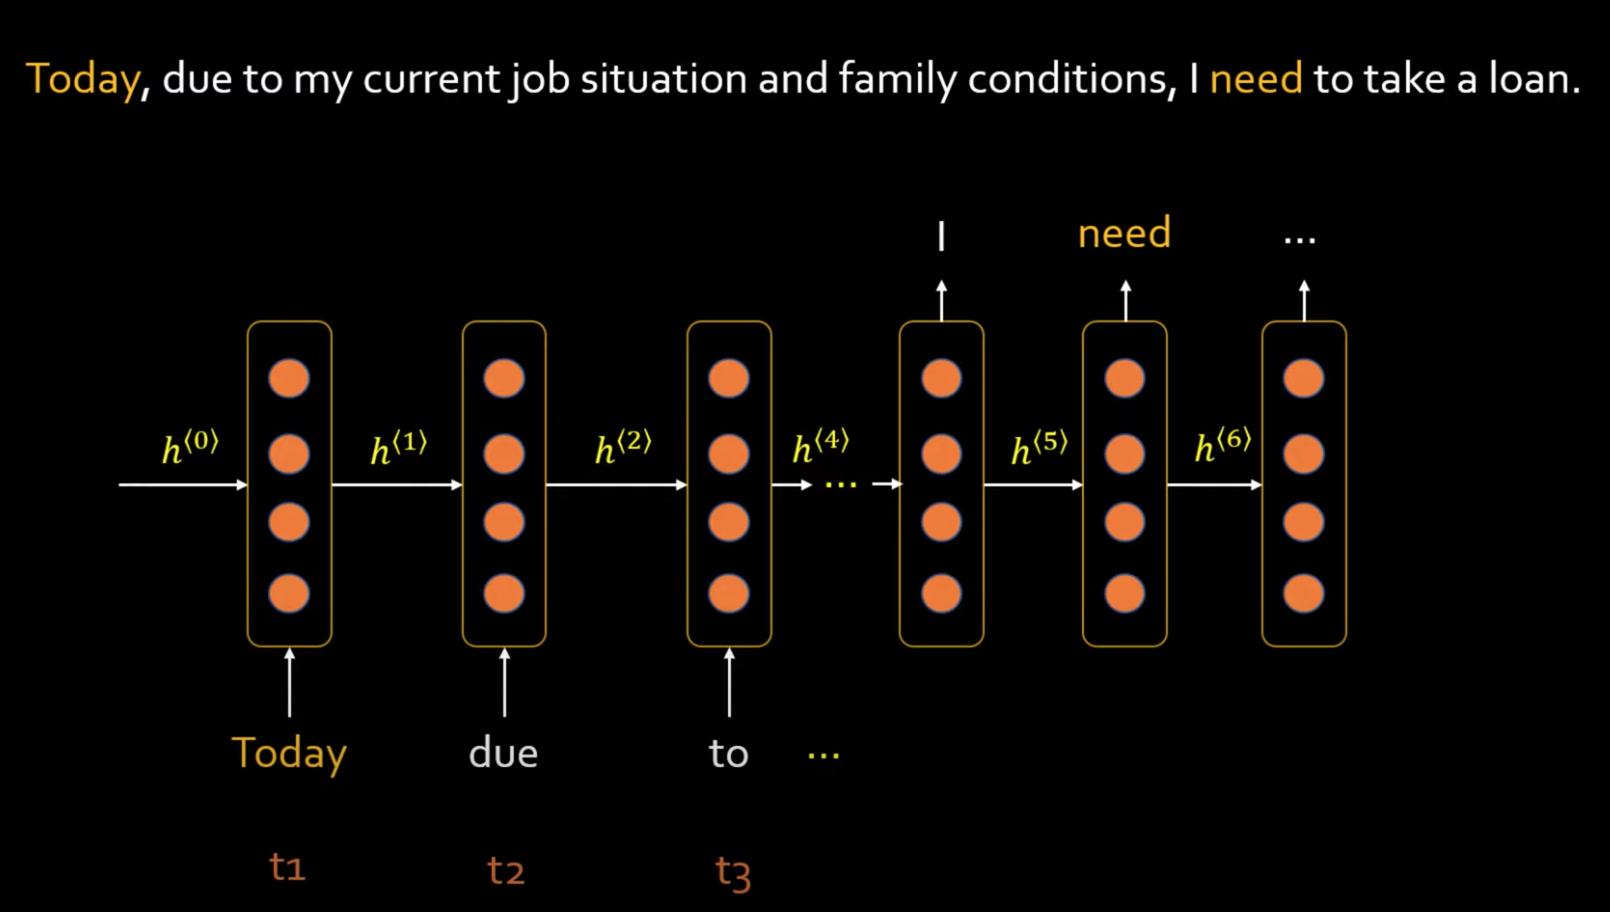 Today, due to my current job situation and family conditions, I need to take a loan.
I need ...
h⟨0⟩ h⟨1⟩ h⟨2⟩ h⟨4⟩ ... h⟨5⟩ h⟨6⟩
Today due to ...
t1 t2 t3